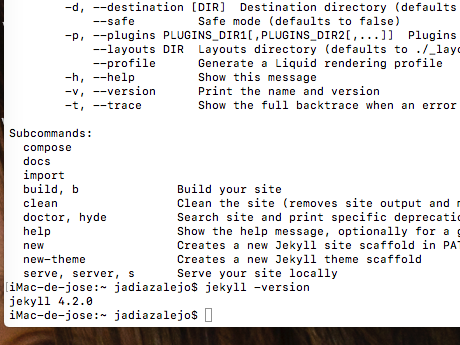 -d, --destination [DIR]  Destination directory (defaults
--safe         Safe mode (defaults to false)
-p, --plugins PLUGINS_DIR1[,PLUGINS_DIR2[,...]]  Plugins
--layouts DIR  Layouts directory (defaults to ./_layo
--profile      Generate a Liquid rendering profile
-h, --help         Show this message
-v, --version      Print the name and version
-t, --trace        Show the full backtrace when an error
Subcommands:
compose
docs
import
build, b              Build your site
clean                 Clean the site (removes site output and m
doctor, hyde          Search site and print specific deprecatio
help                  Show the help message, optionally for a g
new                   Creates a new Jekyll site scaffold in PAT
new-theme             Creates a new Jekyll theme scaffold
serve, server, s      Serve your site locally
[iMac-de-jose:~ jadiazalejo$ jekyll -version
jekyll 4.2.0
iMac-de-jose:~ jadiazalejo$